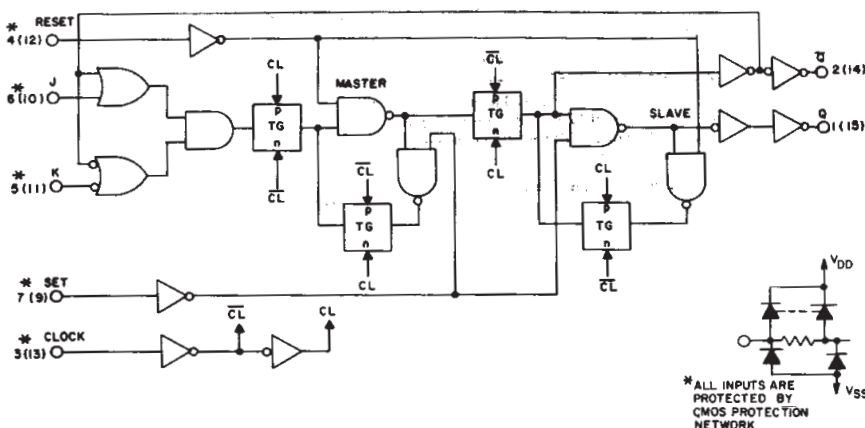 * RESET
4(12)
J
*
6(10)
K
*
5(11)
CL
p
TG
n
CL
MASTER
CL
p
TG
n
CL
CL
p
TG
n
CL
SLAVE
CL
p
TG
n
CL
Q
2(14)
Q
1(15)
* SET
7(9)
* CLOCK
3(13)
CL
CL
VDD
VSS
* ALL INPUTS ARE
PROTECTED BY
CMOS PROTECTION
NETWORK